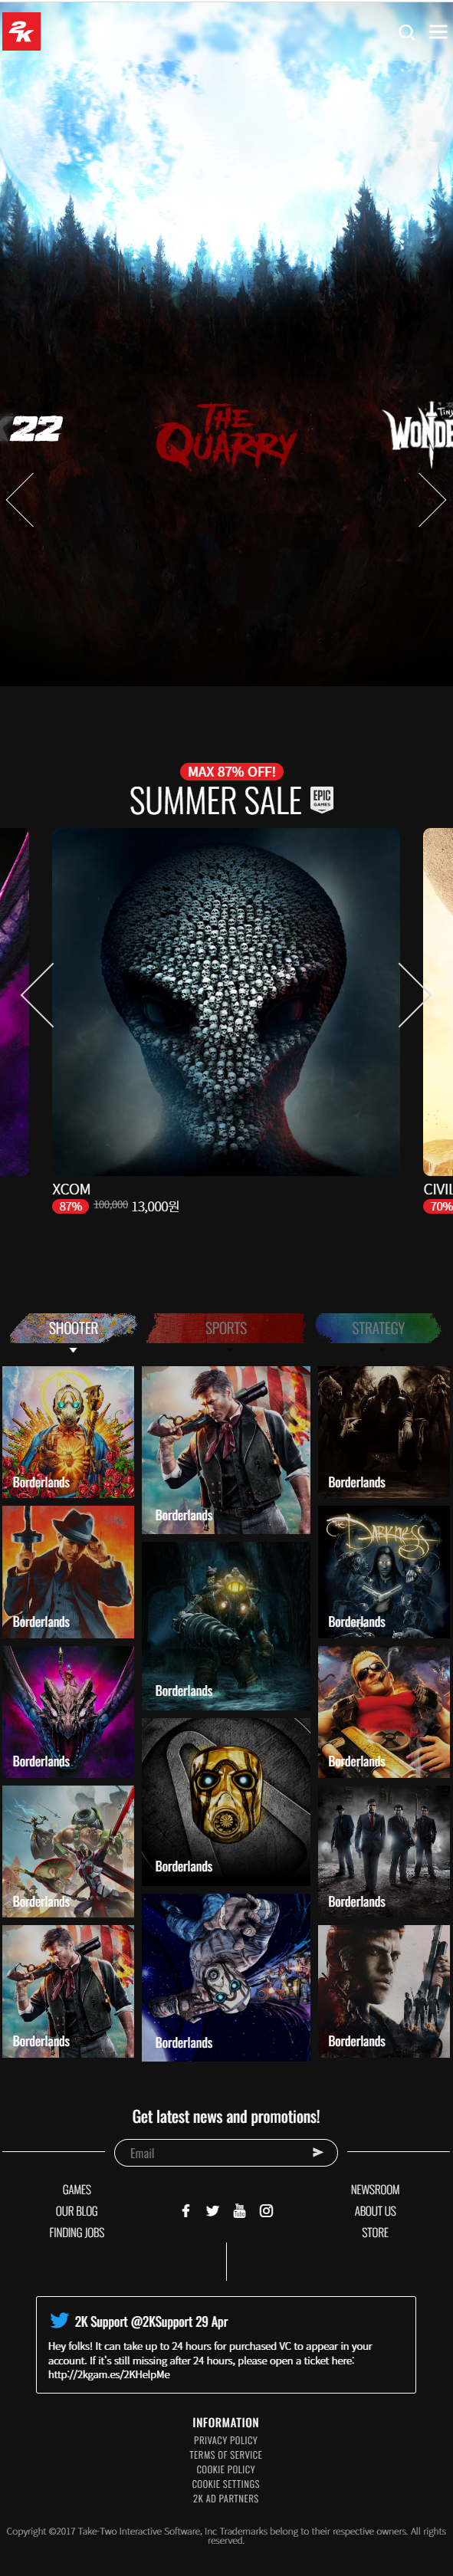 2K
22
THE
QUARRY
WONDE
MAX 87% OFF!
SUMMER SALE EPIC
GAMES
XCOM
87% 100,000 13,000원
CIVIL
70%
SHOOTER SPORTS STRATEGY
Borderlands
Borderlands
Borderlands
THE
DARKNESS
Borderlands
Borderlands
Borderlands
Borderlands
Borderlands
Borderlands
Borderlands
Borderlands
Borderlands
Borderlands
Borderlands
Get latest news and promotions!
Email
GAMES
OUR BLOG
FINDING JOBS
You
Tube
NEWSROOM
ABOUT US
STORE
2K Support @2KSupport 29 Apr
Hey folks! It can take up to 24 hours for purchased VC to appear in your
account. If it's still missing after 24 hours, please open a ticket here:
http://2kgam.es/2KHelpMe
INFORMATION
PRIVACY POLICY
TERMS OF SERVICE
COOKIE POLICY
COOKIE SETTINGS
2K AD PARTNERS
Copyright ©2017 Take-Two Interactive Software, Inc Trademarks belong to their respective owners. All rights
reserved.